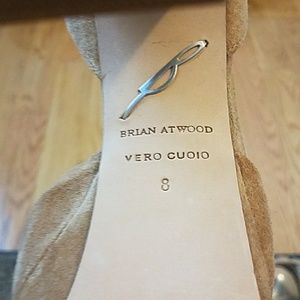 BRIAN ATWOOD
VERO CUOIO
8